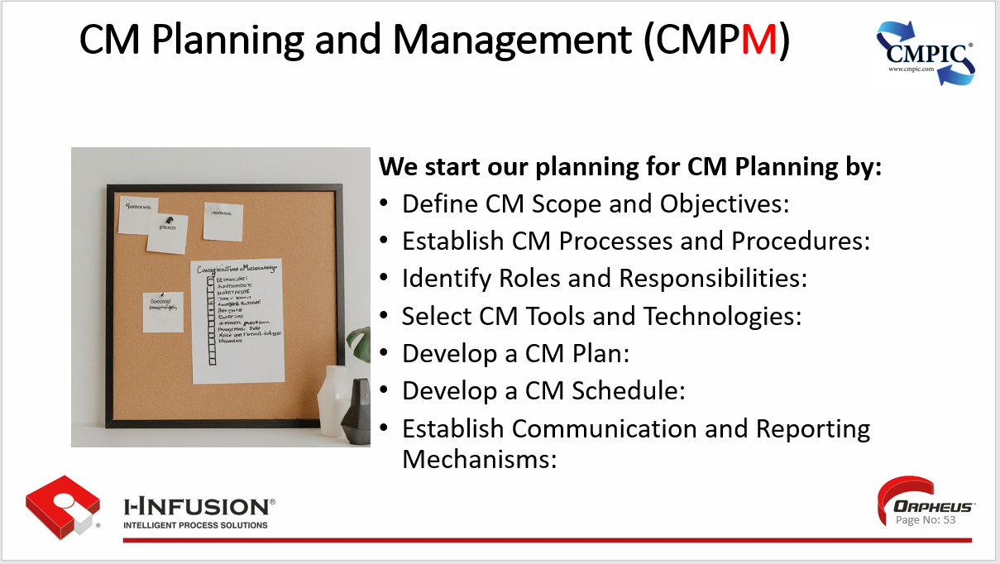 CM Planning and Management (CMPM)
CMPIC®
www.cmpic.com
We start our planning for CM Planning by:
• Define CM Scope and Objectives:
• Establish CM Processes and Procedures:
• Identify Roles and Responsibilities:
• Select CM Tools and Technologies:
• Develop a CM Plan:
• Develop a CM Schedule:
• Establish Communication and Reporting
Mechanisms:
I-INFUSION®
INTELLIGENT PROCESS SOLUTIONS
®
ORPHEUS™
Page No: 53